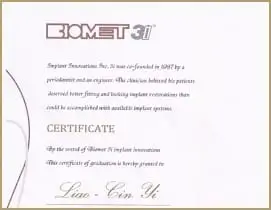 BIOMET 3i
Implant Innovations Inc. 3i was co-founded in 1987 by a
periodontist and an engineer. The clinician behind his patients
deserved better fitting and looking implant restorations than
could be accomplished with available implant systems.
CERTIFICATE
By the accord of Biomet 3i implant innovations
This certificate of graduation is hereby granted to
Liao - Cin Yi